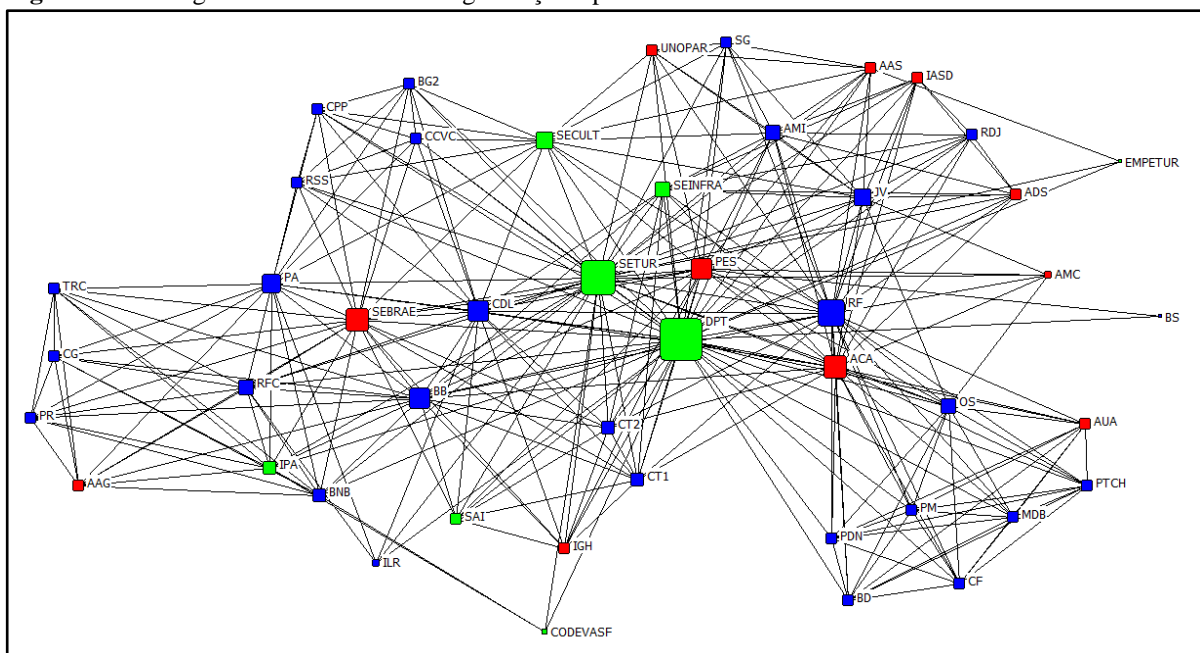 UNOPAR
SG
AAS
IASD
BG2
CPP
CCVC
SECULT
AMI
RDJ
EMPETUR
RSS
SEINFRA
JV
ADS
SETUR
PES
AMC
TRC
PA
CDL
RF
BS
SEBRAE
DPT
CG
ACA
RFC
BB
OS
PR
CT2
AUA
IPA
AAG
BNB
CT1
PTCH
SAI
PM
MDB
IGH
PDN
ILR
CF
BD
CODEVASF